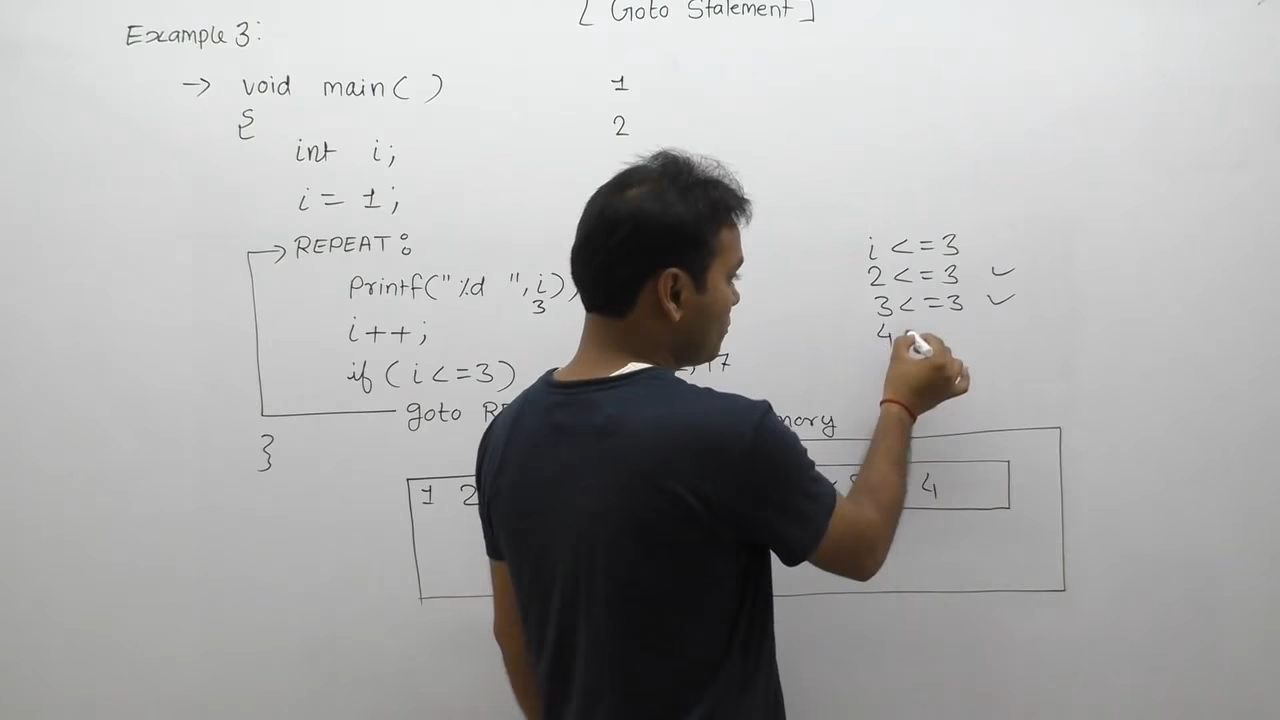 [ Goto Statement ]
Example 3:
-> void main( )
{
int i;
i = 1;
REPEAT:
printf("%d ", i)
3
i++;
if ( i <= 3 )
goto
}
1
2
i <= 3
2 <= 3 ✓
3 <= 3 ✓
4
1 2
4